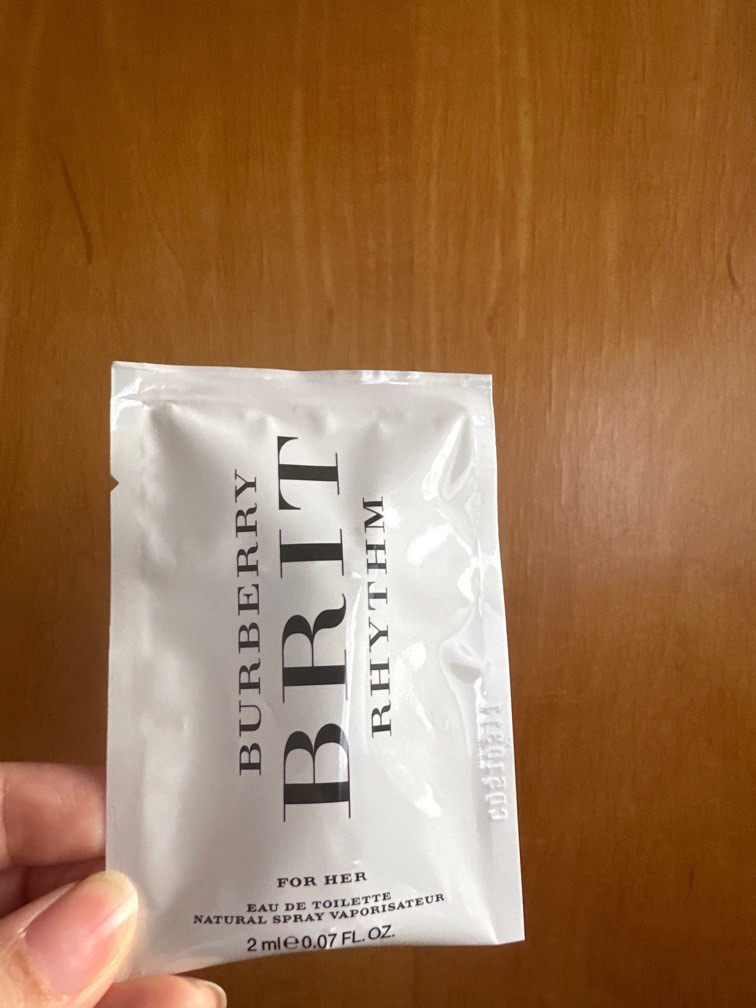 BURBERRY
BRIT
RHYTHM
FOR HER
EAU DE TOILETTE
NATURAL SPRAY VAPORISATEUR
2 ml℮0.07 FL. OZ.